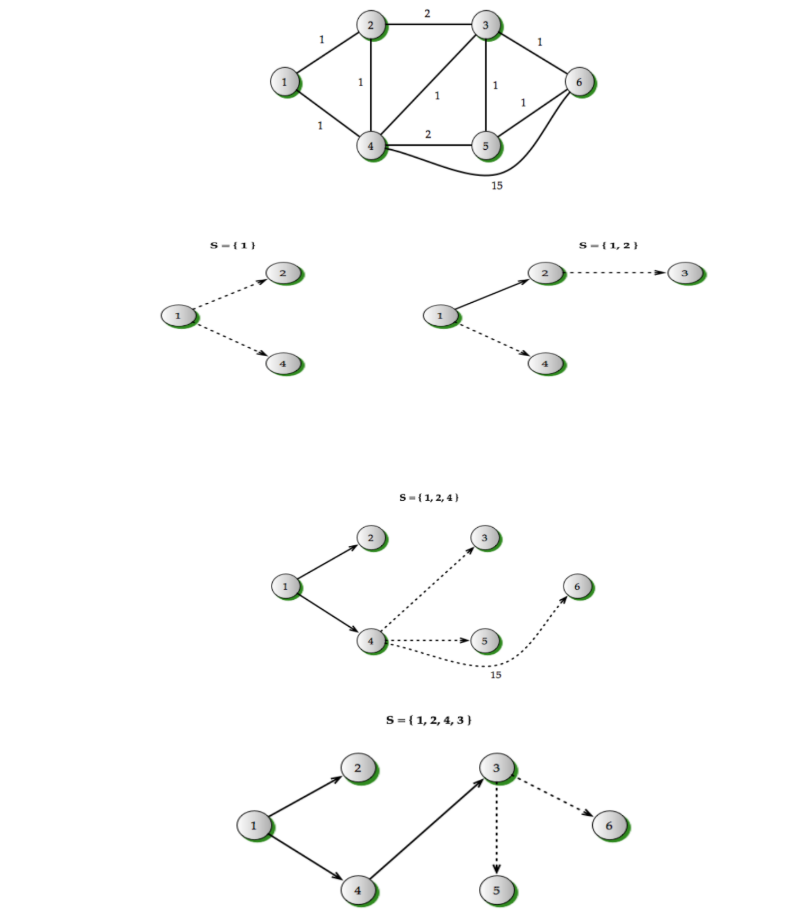 2 2 3
1 1
1 1 6
1 1 1
1 2
4 5
15
S = { 1 }
S = { 1, 2 }
2 2 3
1 1
4 4
S = { 1, 2, 4 }
2 3
1 6
4 5
15
S = { 1, 2, 4, 3 }
2 3
1 6
4 5